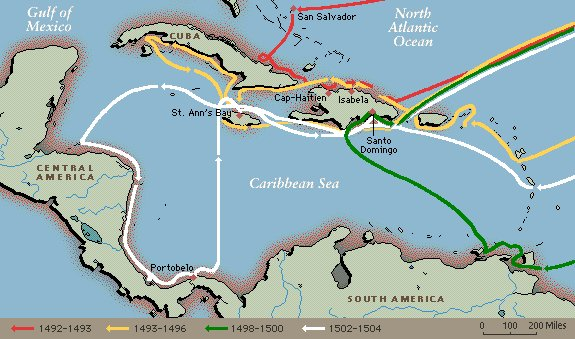 Gulf of
Mexico
San Salvador
North
Atlantic
Ocean
CUBA
Cap-Haitien
Isabela
St. Ann's Bay
Santo
Domingo
CENTRAL
AMERICA
Caribbean Sea
Portobelo
SOUTH AMERICA
1492-1493
1493-1496
1498-1500
1502-1504
0 100 200 Miles